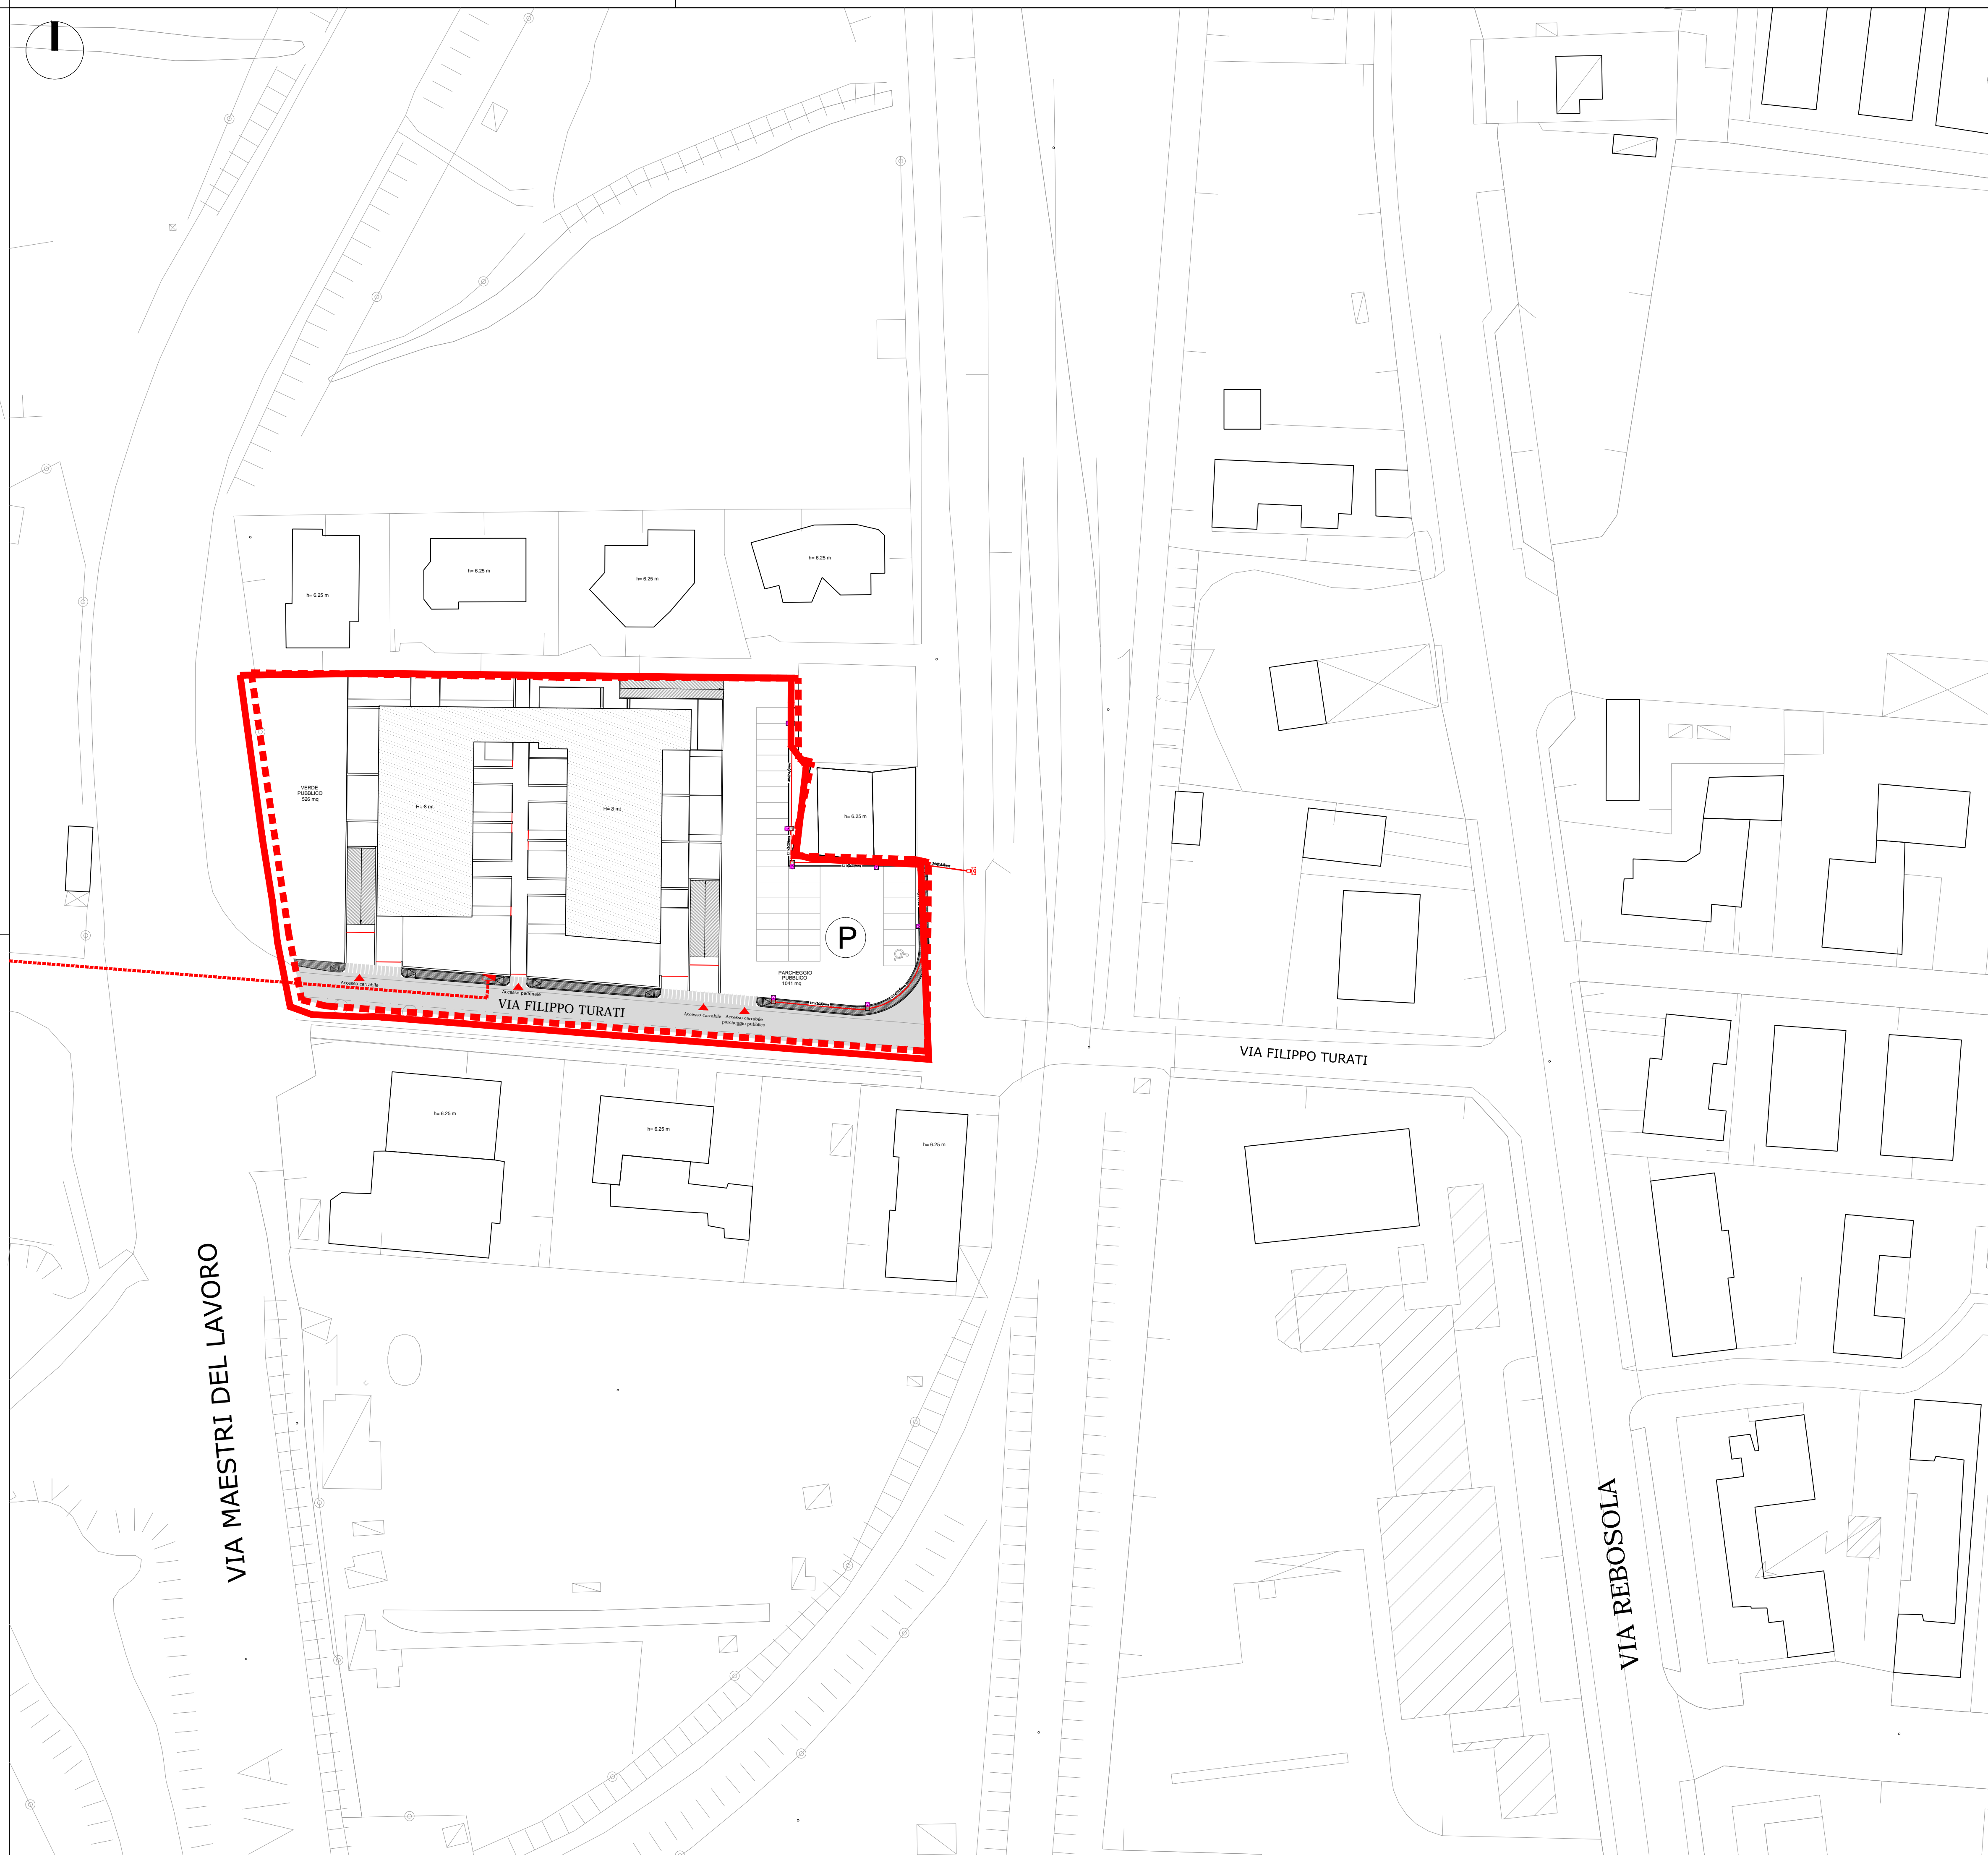 h= 6.25 m
h= 6.25 m
h= 6.25 m
h= 6.25 m
VERDE
PUBBLICO
526 mq
H= 8 ml
H= 8 ml
h= 6.25 m
P
PARCHEGGIO
PUBBLICO
1041 mq
Accesso carrabile
Accesso pedonale
VIA FILIPPO TURATI
Accesso carrabile
Accesso carrabile
parcheggio pubblico
VIA FILIPPO TURATI
h= 6.25 m
h= 6.25 m
h= 6.25 m
VIA MAESTRI DEL LAVORO
VIA REBOSOLA